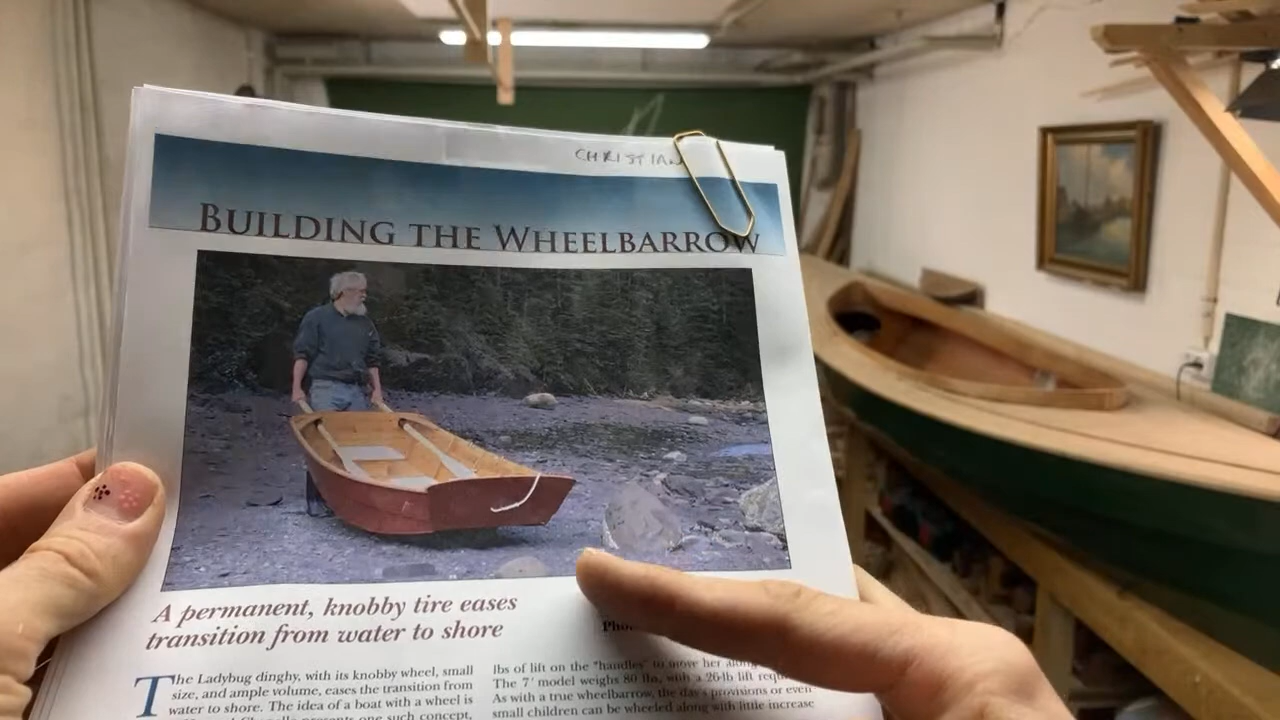 CHRISTIAN
BUILDING THE WHEELBARROW
A permanent, knobby tire eases
transition from water to shore
The Ladybug dinghy, with its knobby wheel, small
size, and ample volume, eases the transition from
water to shore. The idea of a boat with a wheel is
presents one such concept,
lbs of lift on the "handles" to move her along
The 7' model weighs 80 lbs, with a 26-lb lift
As with a true wheelbarrow, the day's provisions or even
small children can be wheeled along with little increase